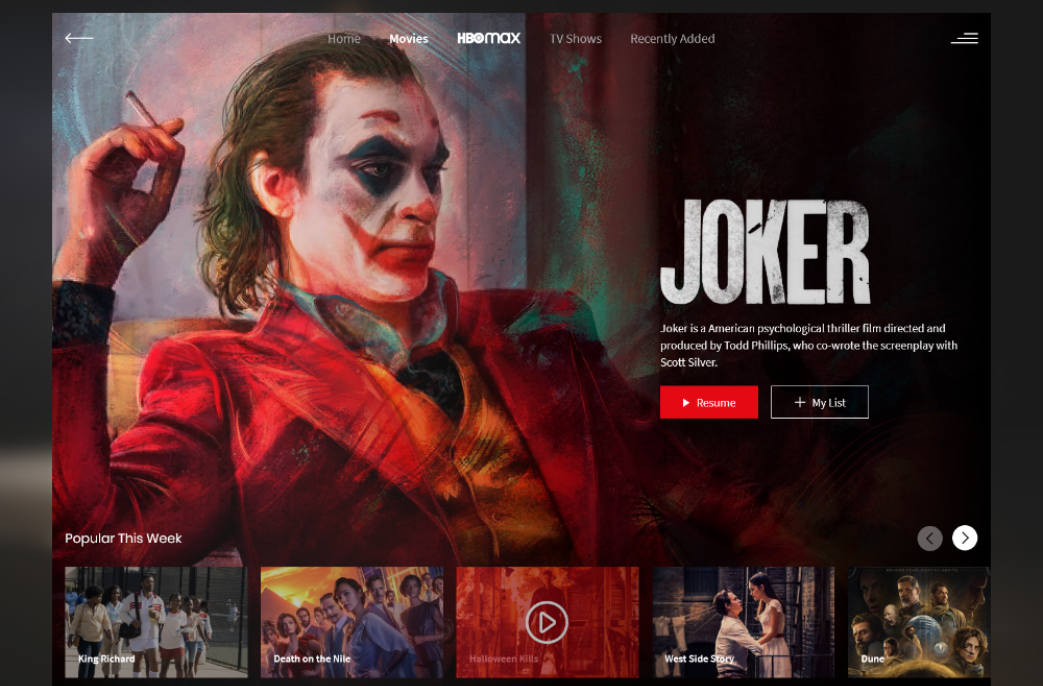 Home Movies HBOmax TV Shows Recently Added
JOKER
Joker is a American psychological thriller film directed and
produced by Todd Phillips, who co-wrote the screenplay with
Scott Silver.
Resume My List
Popular This Week
King Richard Death on the Nile Halloween Kills West Side Story Dune